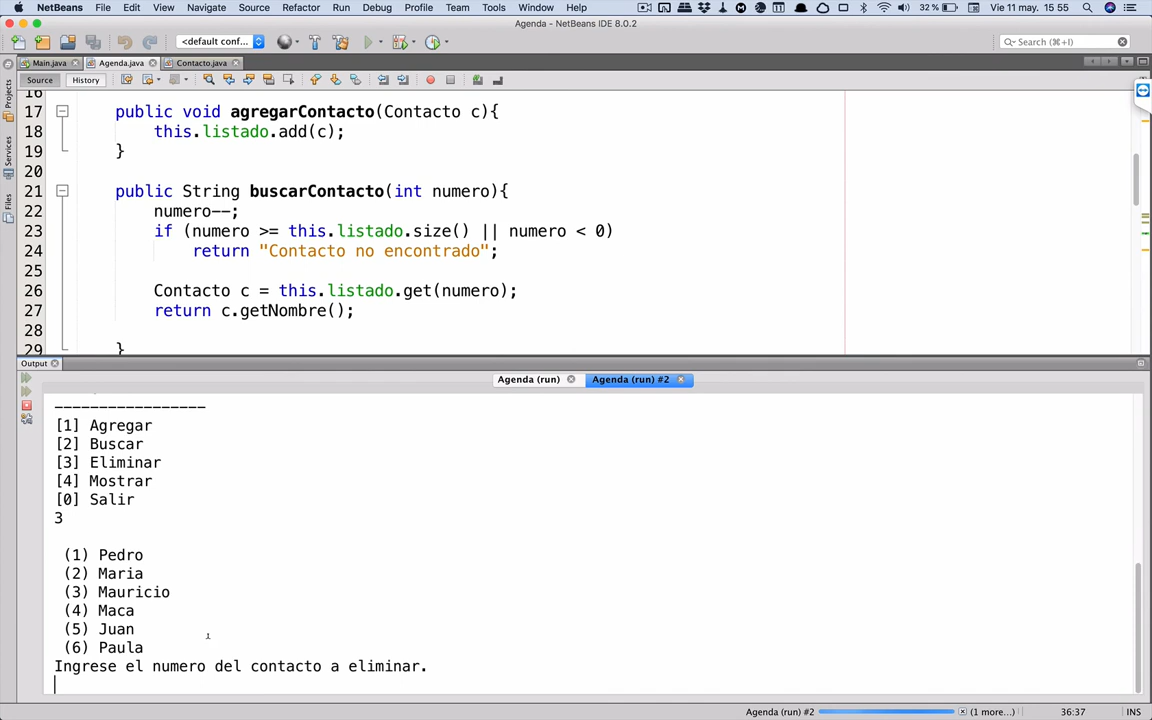 NetBeans File Edit View Navigate Source Refactor Run Debug Profile Team Tools Window Help 32 % Vie 11 may. 15 55
Agenda - NetBeans IDE 8.0.2
<default conf... Search (⌘+I)
Main.java Agenda.java Contacto.java
Source History
Projects
Services
Files
16
17 public void agregarContacto(Contacto c){
18 this.listado.add(c);
19 }
20
21 public String buscarContacto(int numero){
22 numero--;
23 if (numero >= this.listado.size() || numero < 0)
24 return "Contacto no encontrado";
25
26 Contacto c = this.listado.get(numero);
27 return c.getNombre();
28
29 }
Output
Agenda (run) Agenda (run) #2
-----------------
[1] Agregar
[2] Buscar
[3] Eliminar
[4] Mostrar
[0] Salir
3
(1) Pedro
(2) Maria
(3) Mauricio
(4) Maca
(5) Juan
(6) Paula
Ingrese el numero del contacto a eliminar.
Agenda (run) #2 (1 more...) 36:37 INS